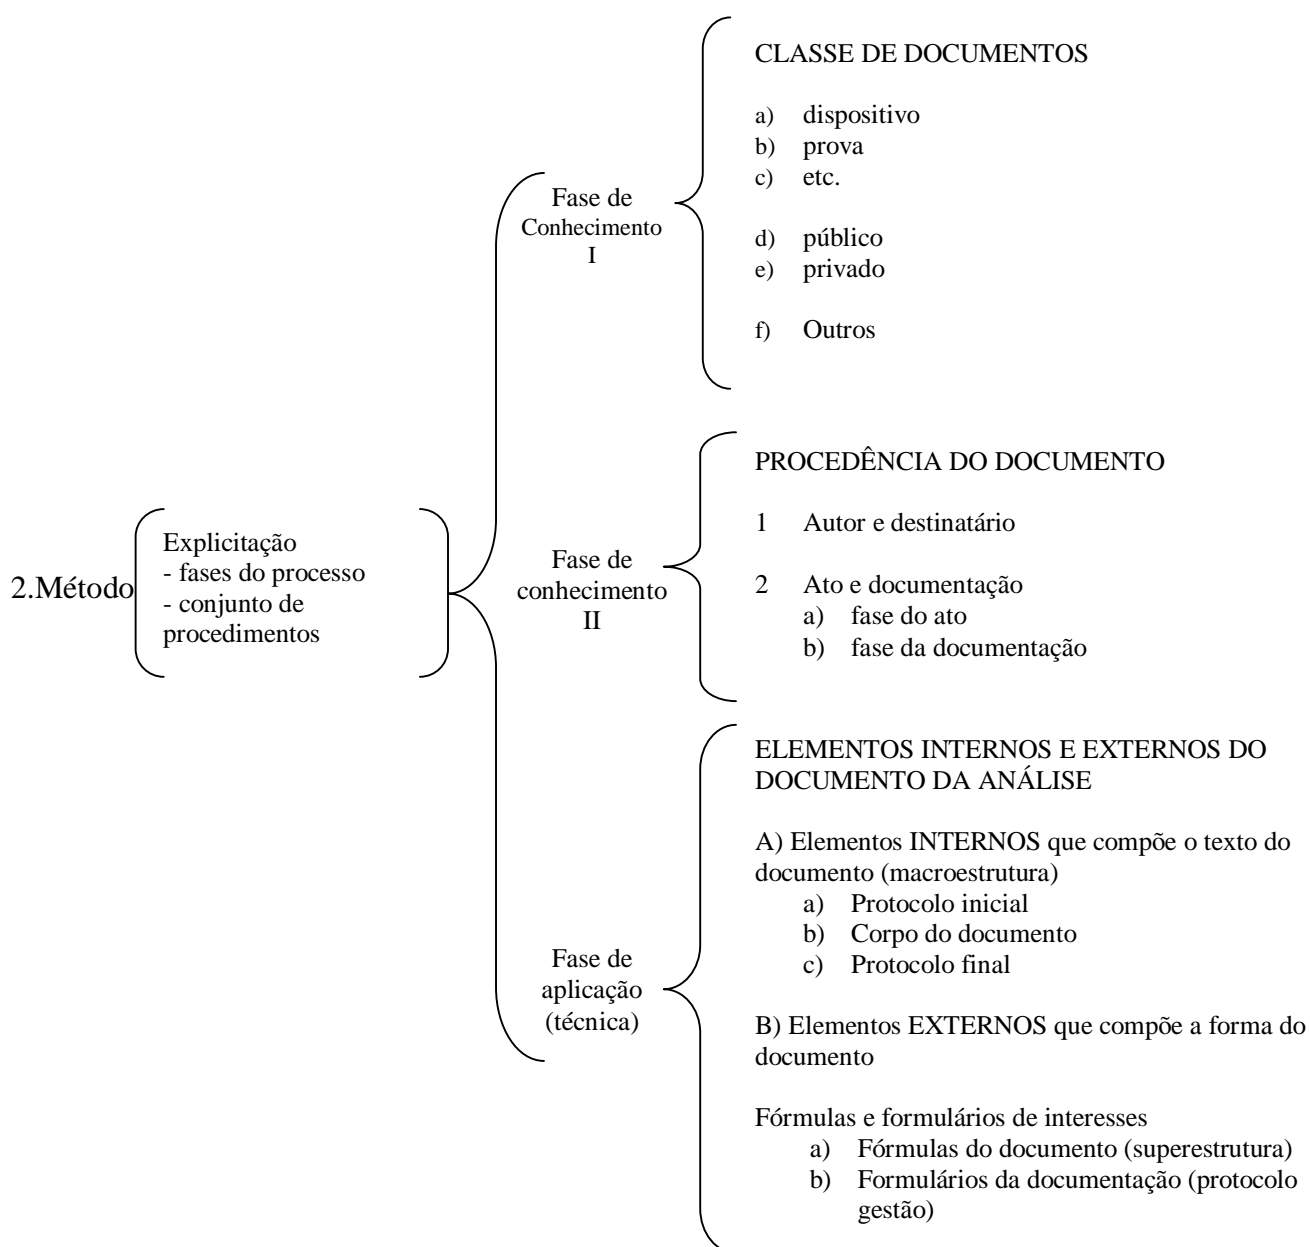 2.Método
Explicitação
- fases do processo
- conjunto de
procedimentos
Fase de
Conhecimento
I
CLASSE DE DOCUMENTOS
a) dispositivo
b) prova
c) etc.
d) público
e) privado
f) Outros
Fase de
conhecimento
II
PROCEDÊNCIA DO DOCUMENTO
1 Autor e destinatário
2 Ato e documentação
a) fase do ato
b) fase da documentação
Fase de
aplicação
(técnica)
ELEMENTOS INTERNOS E EXTERNOS DO
DOCUMENTO DA ANÁLISE
A) Elementos INTERNOS que compõe o texto do
documento (macroestrutura)
a) Protocolo inicial
b) Corpo do documento
c) Protocolo final
B) Elementos EXTERNOS que compõe a forma do
documento
Fórmulas e formulários de interesses
a) Fórmulas do documento (superestrutura)
b) Formulários da documentação (protocolo
gestão)